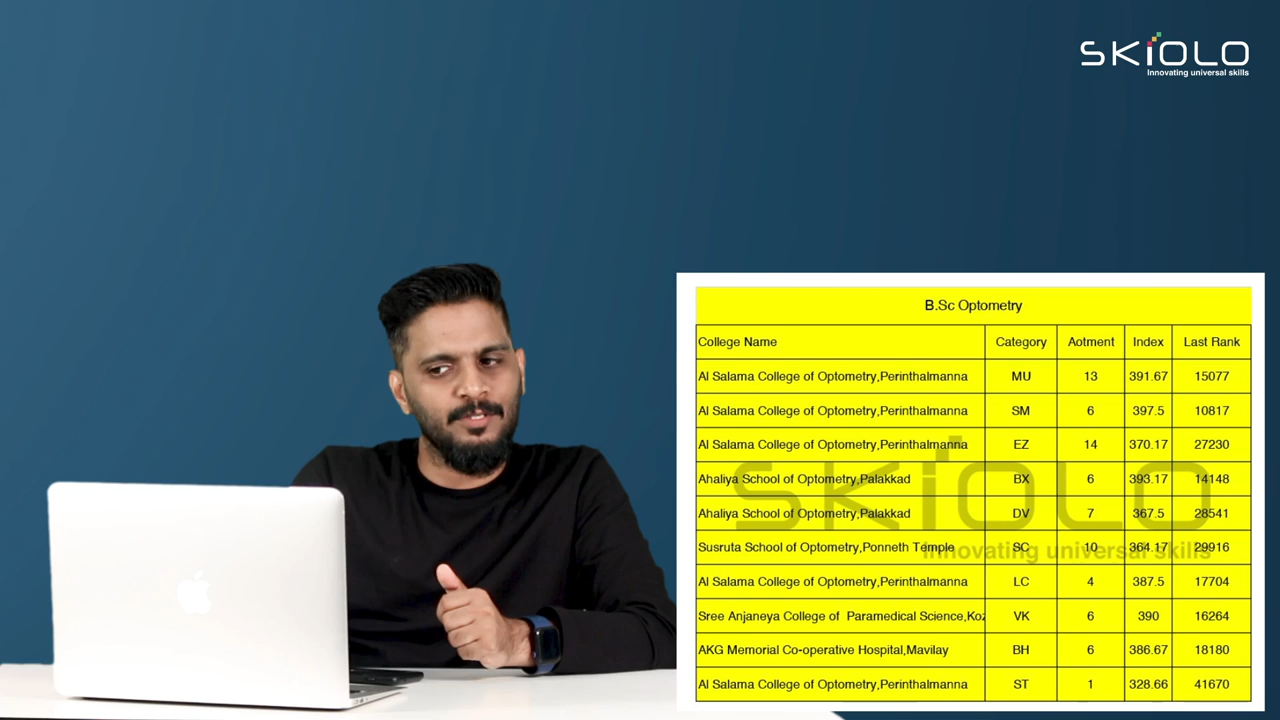 SKiOLO
Innovating universal skills
B.Sc Optometry
College Name Category Aotment Index Last Rank
Al Salama College of Optometry,Perinthalmanna MU 13 391.67 15077
Al Salama College of Optometry,Perinthalmanna SM 6 397.5 10817
Al Salama College of Optometry,Perinthalmanna EZ 14 370.17 27230
Ahaliya School of Optometry,Palakkad BX 6 393.17 14148
Ahaliya School of Optometry,Palakkad DV 7 367.5 28541
Susruta School of Optometry,Ponneth Temple SC 10 364.17 29916
Al Salama College of Optometry,Perinthalmanna LC 4 387.5 17704
Sree Anjaneya College of Paramedical Science,Koz VK 6 390 16264
AKG Memorial Co-operative Hospital,Mavilay BH 6 386.67 18180
Al Salama College of Optometry,Perinthalmanna ST 1 328.66 41670
SKiOLO
Innovating universal skills